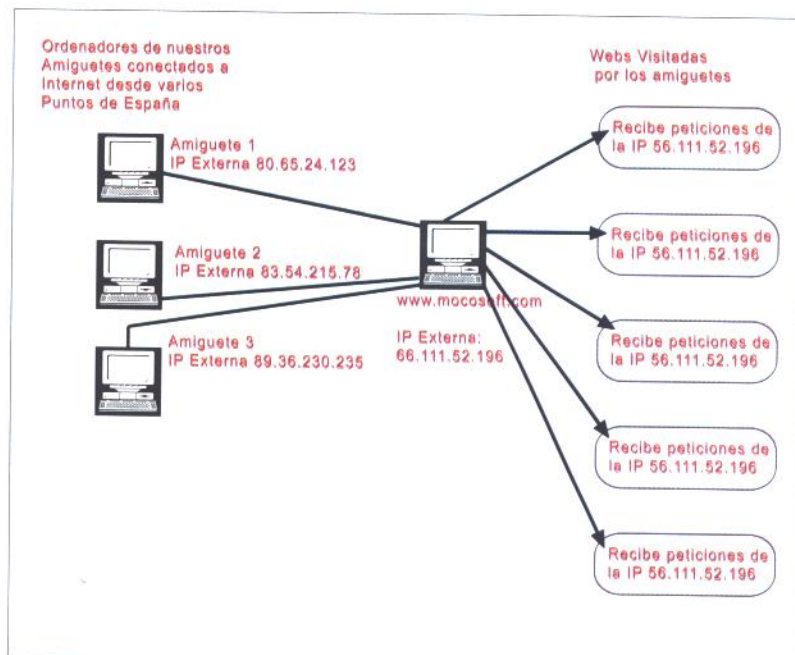 Ordenadores de nuestros
Amiguetes conectados a
Internet desde varios
Puntos de España
Webs Visitadas
por los amiguetes
Amiguete 1
IP Externa 80.65.24.123
Amiguete 2
IP Externa 83.54.215.78
Amiguete 3
IP Externa 89.36.230.235
www.mocosoft.com
IP Externa:
66.111.52.196
Recibe peticiones de
la IP 56.111.52.196
Recibe peticiones de
la IP 56.111.52.196
Recibe peticiones de
la IP 56.111.52.196
Recibe peticiones de
la IP 56.111.52.196
Recibe peticiones de
la IP 56.111.52.196